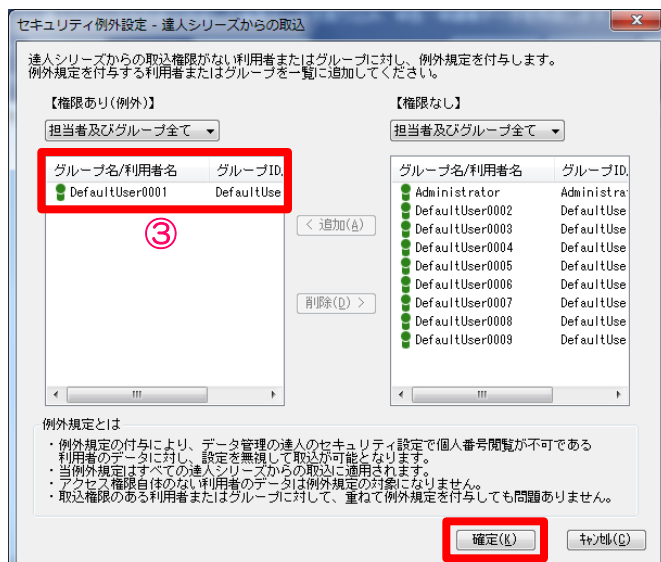 セキュリティ例外設定 - 達人シリーズからの取込
達人シリーズからの取込権限がない利用者またはグループに対し、例外規定を付与します。
例外規定を付与する利用者またはグループを一覧に追加してください。
【権限あり(例外)】
担当者及びグループ全て
グループ名/利用者名 グループID,
DefaultUser0001 DefaultUse
③
< 追加(A)
削除(D) >
【権限なし】
担当者及びグループ全て
グループ名/利用者名 グループID,
Administrator Administra
DefaultUser0002 DefaultUse
DefaultUser0003 DefaultUse
DefaultUser0004 DefaultUse
DefaultUser0005 DefaultUse
DefaultUser0006 DefaultUse
DefaultUser0007 DefaultUse
DefaultUser0008 DefaultUse
DefaultUser0009 DefaultUse
例外規定とは
・例外規定の付与により、データ管理の達人のセキュリティ設定で個人番号閲覧が不可である
利用者のデータに対し、設定を無視して取込が可能となります。
・当例外規定はすべての達人シリーズからの取込に適用されます。
・アクセス権限自体のない利用者のデータは例外規定の対象になりません。
・取込権限のある利用者またはグループに対して、重ねて例外規定を付与しても問題ありません。
確定(K)
ｷｬﾝｾﾙ(C)